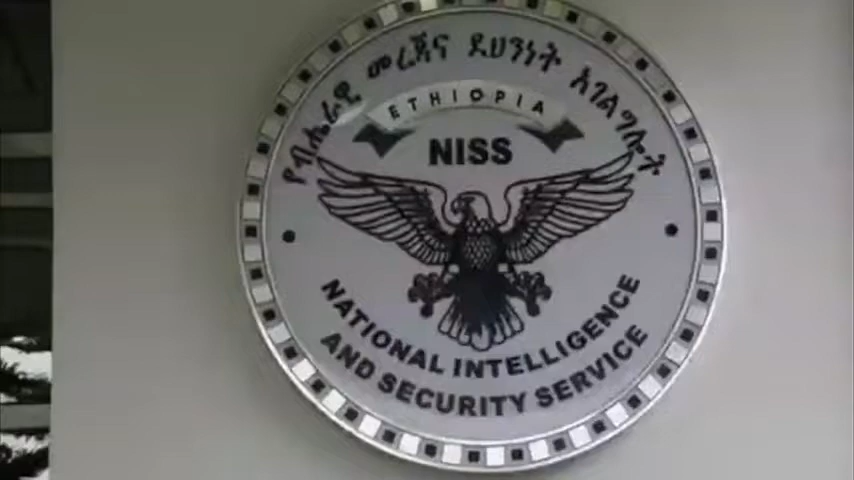 የብሔራዊ መረጃና ደህንነት አገልግሎት
ETHIOPIA
NISS
NATIONAL INTELLIGENCE
AND SECURITY SERVICE